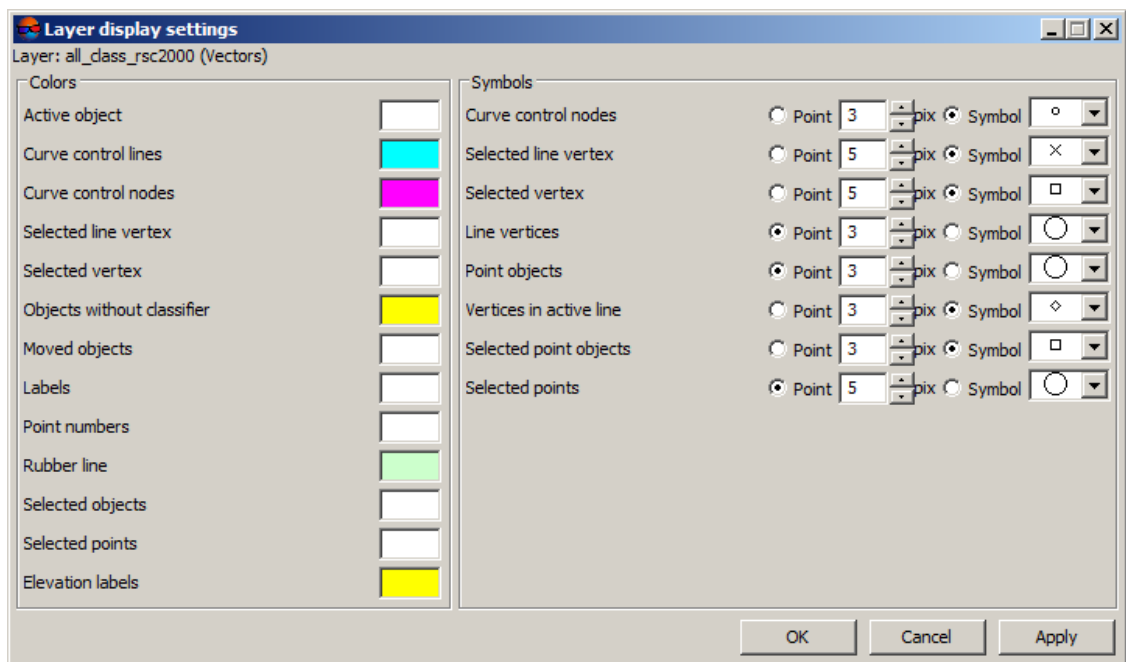 Layer display settings
Layer: all_class_rsc2000 (Vectors)
Colors
Active object
Curve control lines
Curve control nodes
Selected line vertex
Selected vertex
Objects without classifier
Moved objects
Labels
Point numbers
Rubber line
Selected objects
Selected points
Elevation labels
Symbols
Curve control nodes Point 3 pix Symbol
Selected line vertex Point 5 pix Symbol
Selected vertex Point 5 pix Symbol
Line vertices Point 3 pix Symbol
Point objects Point 3 pix Symbol
Vertices in active line Point 3 pix Symbol
Selected point objects Point 3 pix Symbol
Selected points Point 5 pix Symbol
OK Cancel Apply